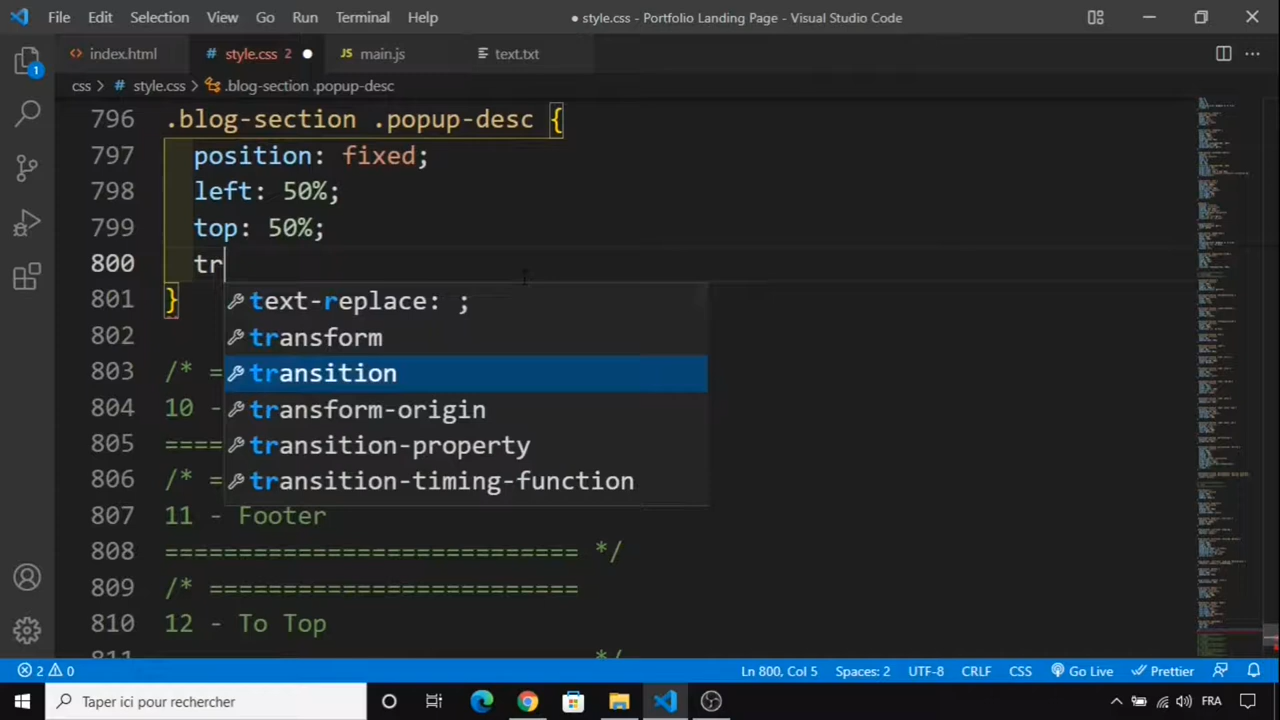 File Edit Selection View Go Run Terminal Help
● style.css - Portfolio Landing Page - Visual Studio Code
index.html # style.css 2 ● JS main.js text.txt
css > # style.css > .blog-section .popup-desc
796 .blog-section .popup-desc {
797 position: fixed;
798 left: 50%;
799 top: 50%;
800 tr
801 }
text-replace: ;
802
transform
803 /* =
transition
804 10 -
transform-origin
805 ====
transition-property
806 /* =
transition-timing-function
807 11 - Footer
808 ========================= */
809 /* =========================
810 12 - To Top
1
2 0 Ln 800, Col 5 Spaces: 2 UTF-8 CRLF CSS Go Live Prettier
Taper ici pour rechercher FRA